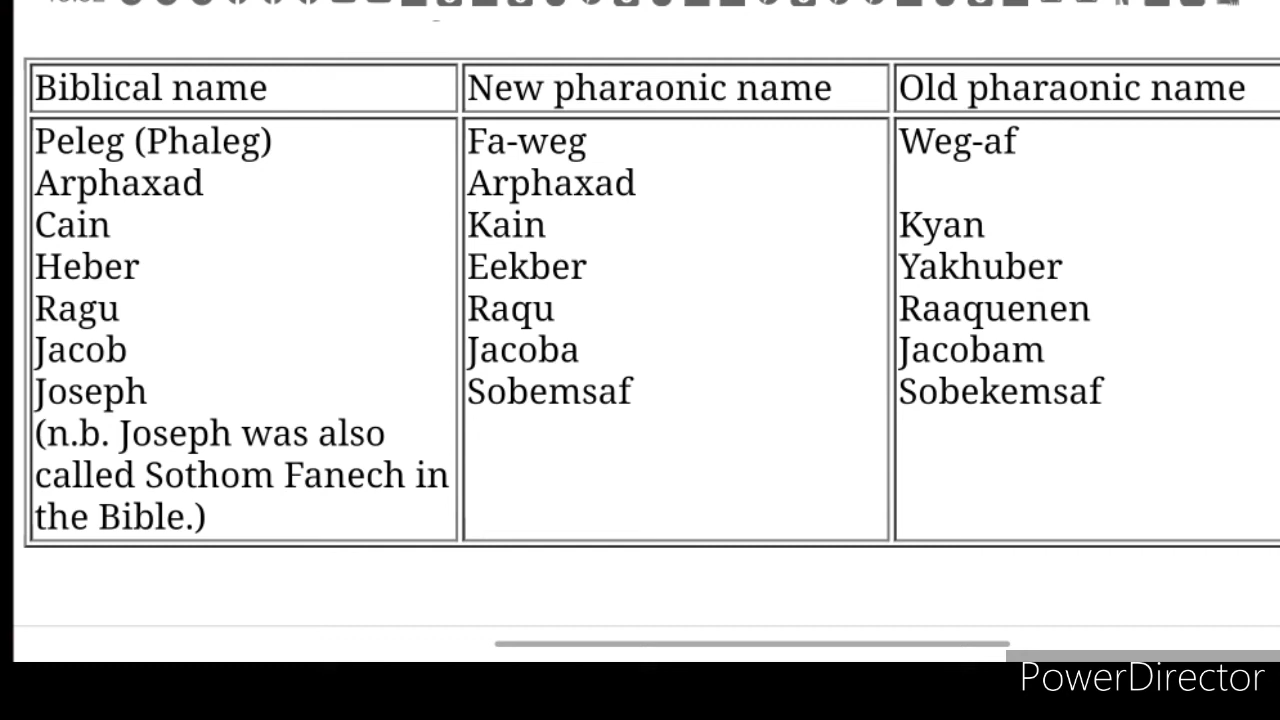 Biblical name New pharaonic name Old pharaonic name
Peleg (Phaleg) Fa-weg Weg-af
Arphaxad Arphaxad
Cain Kain Kyan
Heber Eekber Yakhuber
Ragu Raqu Raaquenen
Jacob Jacoba Jacobam
Joseph Sobemsaf Sobekemsaf
(n.b. Joseph was also
called Sothom Fanech in
the Bible.)
PowerDirector